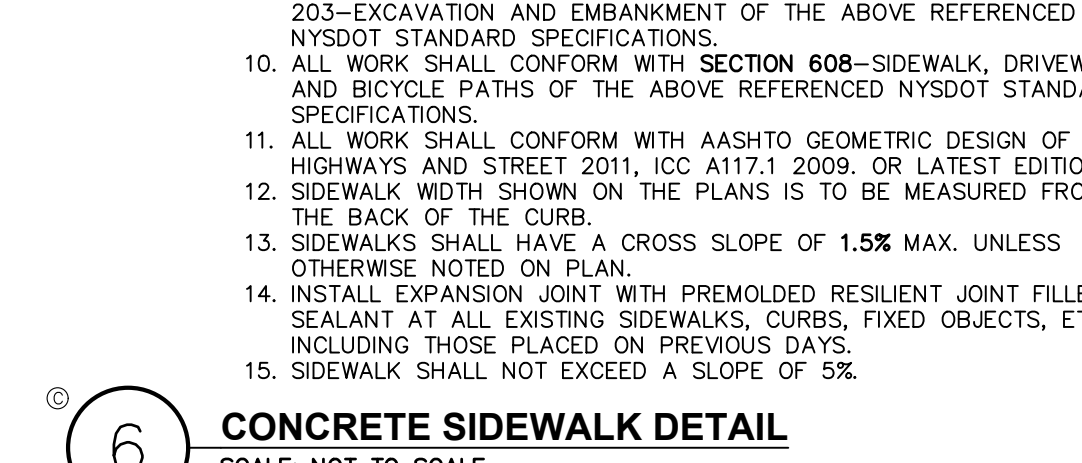 203–EXCAVATION AND EMBANKMENT OF THE ABOVE REFERENCED
NYSDOT STANDARD SPECIFICATIONS.
10. ALL WORK SHALL CONFORM WITH SECTION 608–SIDEWALK,
AND BICYCLE PATHS OF THE ABOVE REFERENCED NYSDOT
SPECIFICATIONS.
11. ALL WORK SHALL CONFORM WITH AASHTO GEOMETRIC DESIGN OF
HIGHWAYS AND STREET 2011, ICC A117.1 2009. OR LATEST
12. SIDEWALK WIDTH SHOWN ON THE PLANS IS TO BE MEASURED
THE BACK OF THE CURB.
13. SIDEWALKS SHALL HAVE A CROSS SLOPE OF 1.5% MAX. UNLESS
OTHERWISE NOTED ON PLAN.
14. INSTALL EXPANSION JOINT WITH PREMOLDED RESILIENT JOINT
SEALANT AT ALL EXISTING SIDEWALKS, CURBS, FIXED OBJECTS,
INCLUDING THOSE PLACED ON PREVIOUS DAYS.
15. SIDEWALK SHALL NOT EXCEED A SLOPE OF 5%.
© 6 CONCRETE SIDEWALK DETAIL
SCALE: NOT TO SCALE